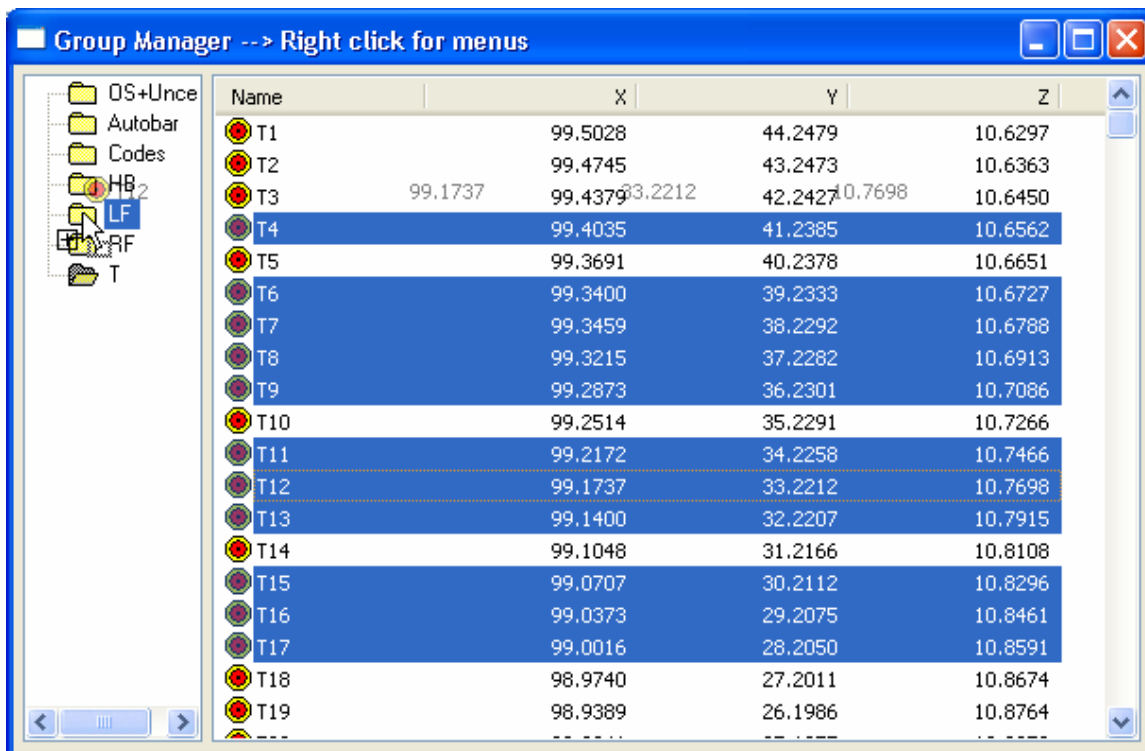 Group Manager --> Right click for menus
OS+Unce
Autobar
Codes
HB
LF
RF
T
Name X Y Z
T1 99.5028 44.2479 10.6297
T2 99.4745 43.2473 10.6363
99.1737 33.2212 10.7698
T3 99.4379 42.2427 10.6450
T4 99.4035 41.2385 10.6562
T5 99.3691 40.2378 10.6651
T6 99.3400 39.2333 10.6727
T7 99.3459 38.2292 10.6788
T8 99.3215 37.2282 10.6913
T9 99.2873 36.2301 10.7086
T10 99.2514 35.2291 10.7266
T11 99.2172 34.2258 10.7466
T12 99.1737 33.2212 10.7698
T13 99.1400 32.2207 10.7915
T14 99.1048 31.2166 10.8108
T15 99.0707 30.2112 10.8296
T16 99.0373 29.2075 10.8461
T17 99.0016 28.2050 10.8591
T18 98.9740 27.2011 10.8674
T19 98.9389 26.1986 10.8764